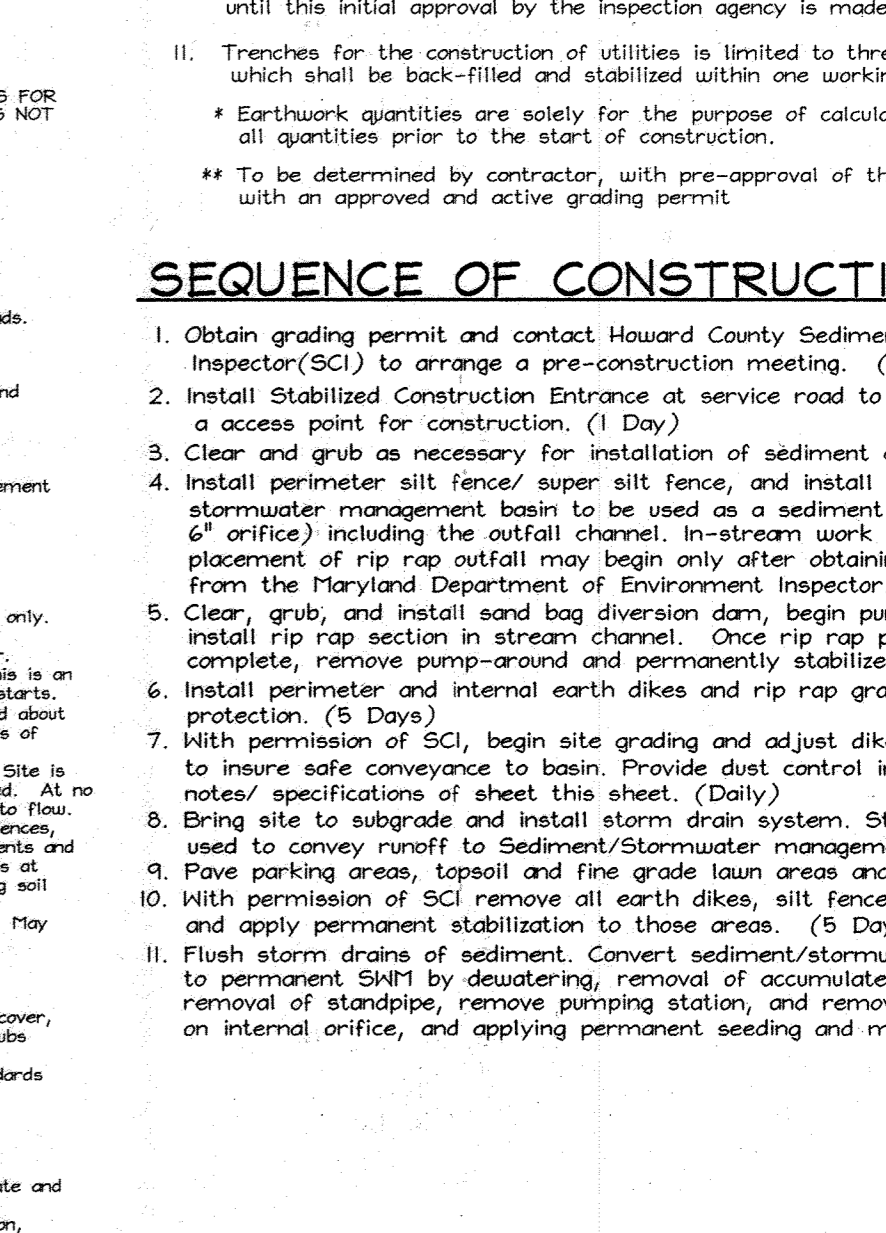 S FOR
S NOT
ds.
nd
ement
only.
r.
is is an
starts.
d about
s of
Site is
ed. At no
to flow.
ences,
ents and
s at
g soil
May
cover,
ubs
dards
te and
on,
until this initial approval by the inspection agency is made
11. Trenches for the construction of utilities is limited to thre
which shall be back-filled and stabilized within one workin
* Earthwork quantities are solely for the purpose of calcula
all quantities prior to the start of construction.
** To be determined by contractor, with pre-approval of th
with an approved and active grading permit
SEQUENCE OF CONSTRUCTI
1. Obtain grading permit and contact Howard County Sedimen
Inspector(SCI) to arrange a pre-construction meeting. (
2. Install Stabilized Construction Entrance at service road to
a access point for construction. (1 Day)
3. Clear and grub as necessary for installation of sediment c
4. Install perimeter silt fence/ super silt fence, and install
stormwater management basin to be used as a sediment
6" orifice) including the outfall channel. In-stream work
placement of rip rap outfall may begin only after obtainin
from the Maryland Department of Environment Inspector
5. Clear, grub, and install sand bag diversion dam, begin pu
install rip rap section in stream channel. Once rip rap p
complete, remove pump-around and permanently stabilize
6. Install perimeter and internal earth dikes and rip rap gra
protection. (5 Days)
7. With permission of SCI, begin site grading and adjust dik
to insure safe conveyance to basin. Provide dust control i
notes/ specifications of sheet this sheet. (Daily)
8. Bring site to subgrade and install storm drain system. St
used to convey runoff to Sediment/Stormwater managem
9. Pave parking areas, topsoil and fine grade lawn areas and
10. With permission of SCI remove all earth dikes, silt fence
and apply permanent stabilization to those areas. (5 Day
11. Flush storm drains of sediment. Convert sediment/stormw
to permanent SWM by dewatering, removal of accumulate
removal of standpipe, remove pumping station, and remov
on internal orifice, and applying permanent seeding and m